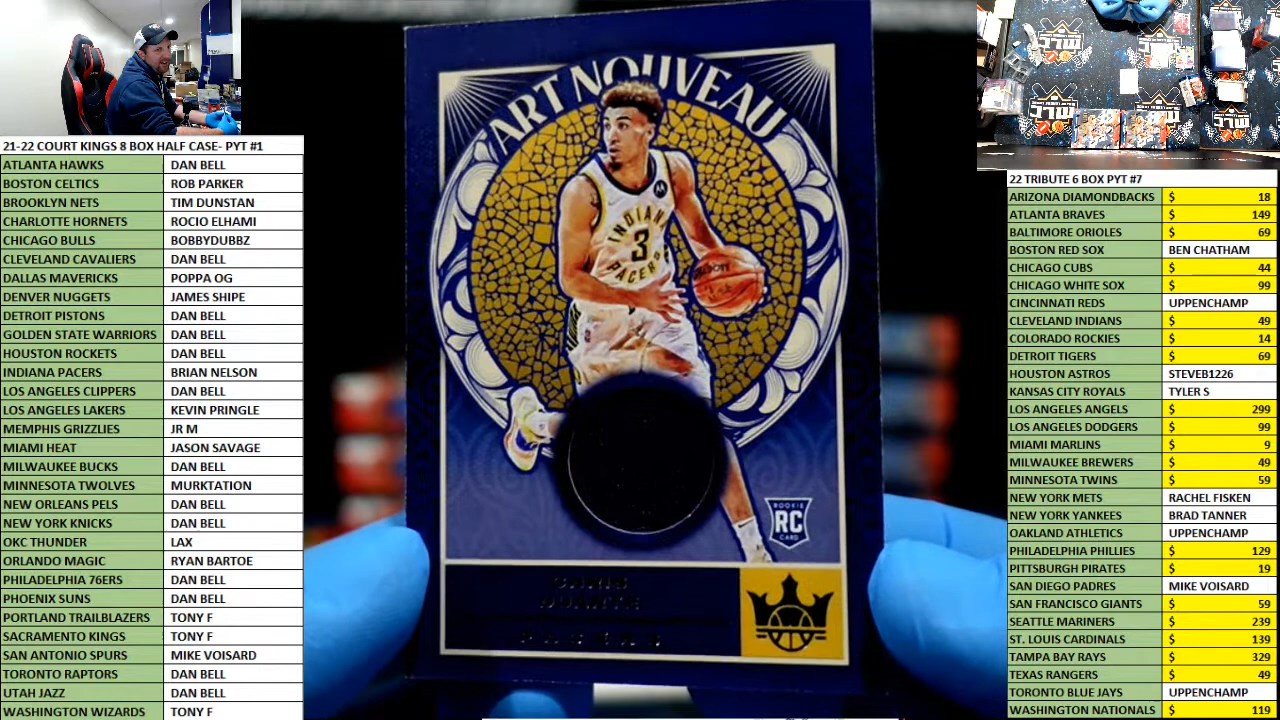 21-22 COURT KINGS 8 BOX HALF CASE- PYT #1
ATLANTA HAWKS DAN BELL
BOSTON CELTICS ROB PARKER
BROOKLYN NETS TIM DUNSTAN
CHARLOTTE HORNETS ROCIO ELHAMI
CHICAGO BULLS BOBBYDUBBZ
CLEVELAND CAVALIERS DAN BELL
DALLAS MAVERICKS POPPA OG
DENVER NUGGETS JAMES SHIPE
DETROIT PISTONS DAN BELL
GOLDEN STATE WARRIORS DAN BELL
HOUSTON ROCKETS DAN BELL
INDIANA PACERS BRIAN NELSON
LOS ANGELES CLIPPERS DAN BELL
LOS ANGELES LAKERS KEVIN PRINGLE
MEMPHIS GRIZZLIES JR M
MIAMI HEAT JASON SAVAGE
MILWAUKEE BUCKS DAN BELL
MINNESOTA TWOLVES MURKTATION
NEW ORLEANS PELS DAN BELL
NEW YORK KNICKS DAN BELL
OKC THUNDER LAX
ORLANDO MAGIC RYAN BARTOE
PHILADELPHIA 76ERS DAN BELL
PHOENIX SUNS DAN BELL
PORTLAND TRAILBLAZERS TONY F
SACRAMENTO KINGS TONY F
SAN ANTONIO SPURS MIKE VOISARD
TORONTO RAPTORS DAN BELL
UTAH JAZZ DAN BELL
WASHINGTON WIZARDS TONY F
ART NOUVEAU
INDIANA
3
PACERS
ROOKIE
RC
CARD
CHRIS
DUARTE
PACERS
22 TRIBUTE 6 BOX PYT #7
ARIZONA DIAMONDBACKS $ 18
ATLANTA BRAVES $ 149
BALTIMORE ORIOLES $ 69
BOSTON RED SOX BEN CHATHAM
CHICAGO CUBS $ 44
CHICAGO WHITE SOX $ 99
CINCINNATI REDS UPPENCHAMP
CLEVELAND INDIANS $ 49
COLORADO ROCKIES $ 14
DETROIT TIGERS $ 69
HOUSTON ASTROS STEVEB1226
KANSAS CITY ROYALS TYLER S
LOS ANGELES ANGELS $ 299
LOS ANGELES DODGERS $ 99
MIAMI MARLINS $ 9
MILWAUKEE BREWERS $ 49
MINNESOTA TWINS $ 59
NEW YORK METS RACHEL FISKEN
NEW YORK YANKEES BRAD TANNER
OAKLAND ATHLETICS UPPENCHAMP
PHILADELPHIA PHILLIES $ 129
PITTSBURGH PIRATES $ 19
SAN DIEGO PADRES MIKE VOISARD
SAN FRANCISCO GIANTS $ 59
SEATTLE MARINERS $ 239
ST. LOUIS CARDINALS $ 139
TAMPA BAY RAYS $ 329
TEXAS RANGERS $ 49
TORONTO BLUE JAYS UPPENCHAMP
WASHINGTON NATIONALS $ 119